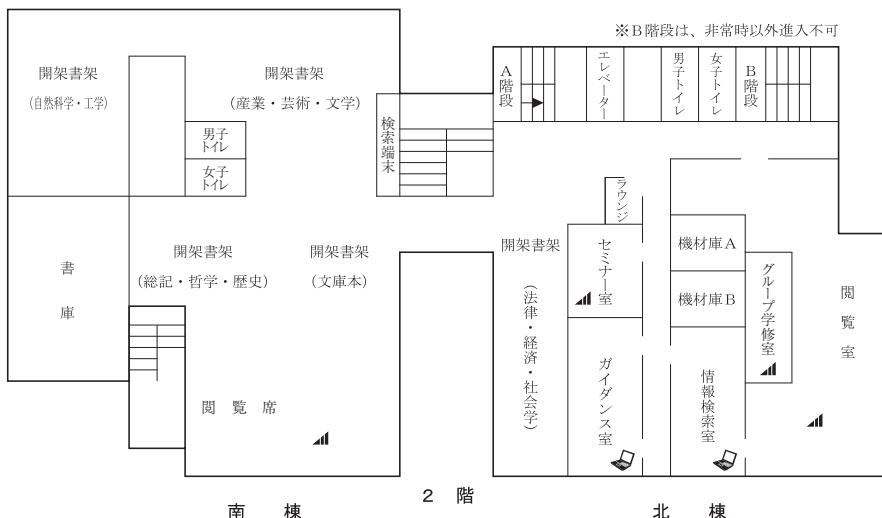 ※B階段は、非常時以外進入不可
開架書架
(自然科学・工学)
開架書架
(産業・芸術・文学)
男子
トイレ
女子
トイレ
検索端末
A階段
エレベーター
男子トイレ
女子トイレ
B階段
ラウンジ
書庫
開架書架
(総記・哲学・歴史)
開架書架
(文庫本)
開架書架
(法律・経済・社会学)
セミナー室
機材庫A
機材庫B
グループ学修室
閲覧室
閲覧席
ガイダンス室
情報検索室
2階
南棟
北棟